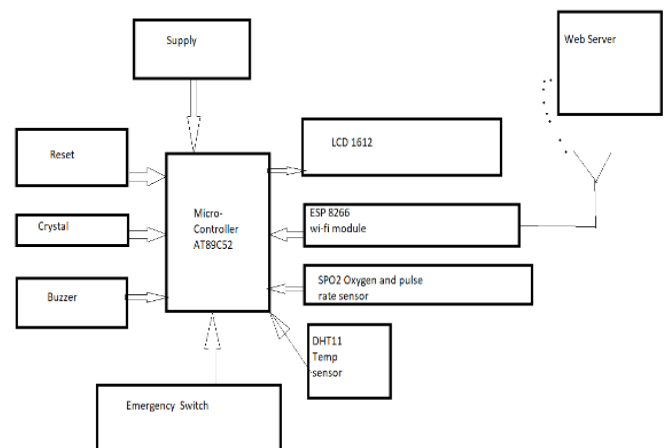 Supply
Web Server
LCD 1612
Reset
Micro-
Controller
AT89C52
ESP 8266
wi-fi module
Crystal
SPO2 Oxygen and pulse
rate sensor
Buzzer
DHT11
Temp
sensor
Emergency Switch